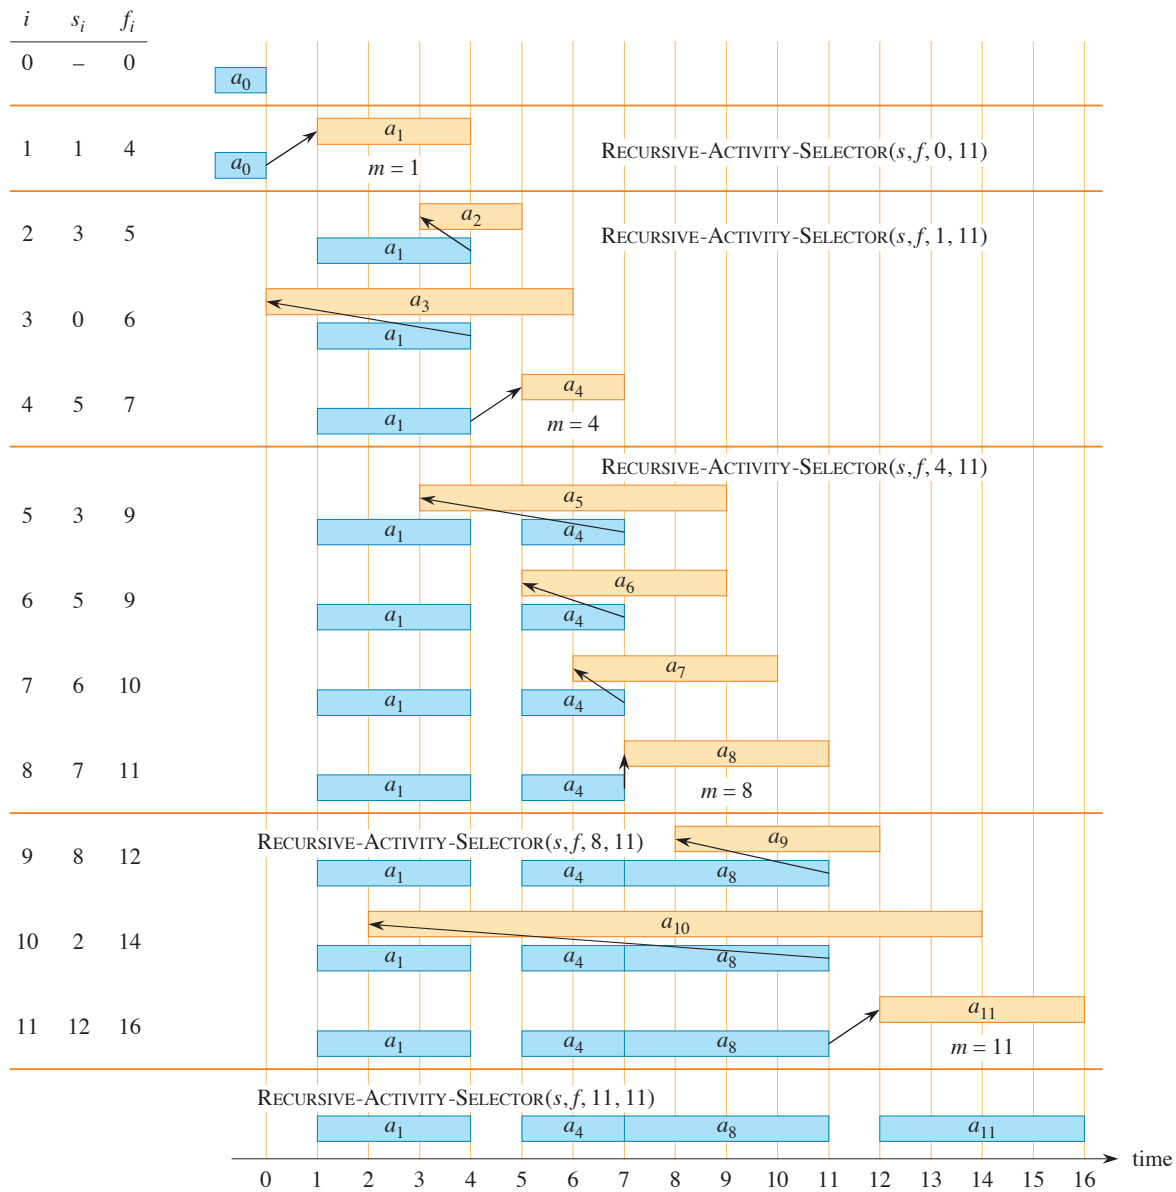 i s_i f_i
0 – 0
a_0
1 1 4
a_1
a_0
m = 1
RECURSIVE-ACTIVITY-SELECTOR(s, f, 0, 11)
2 3 5
a_2
a_1
RECURSIVE-ACTIVITY-SELECTOR(s, f, 1, 11)
3 0 6
a_3
a_1
4 5 7
a_4
a_1
m = 4
RECURSIVE-ACTIVITY-SELECTOR(s, f, 4, 11)
5 3 9
a_5
a_1 a_4
6 5 9
a_6
a_1 a_4
7 6 10
a_7
a_1 a_4
8 7 11
a_8
a_1 a_4
m = 8
RECURSIVE-ACTIVITY-SELECTOR(s, f, 8, 11)
9 8 12
a_9
a_1 a_4 a_8
10 2 14
a_10
a_1 a_4 a_8
11 12 16
a_11
a_1 a_4 a_8
m = 11
RECURSIVE-ACTIVITY-SELECTOR(s, f, 11, 11)
a_1 a_4 a_8 a_11
time
0 1 2 3 4 5 6 7 8 9 10 11 12 13 14 15 16